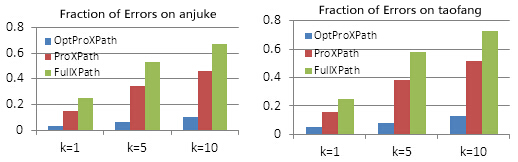 Fraction of Errors on anjuke
0.8
0.6
0.4
0.2
0
OptProXPath
ProXPath
FullXPath
k=1 k=5 k=10
Fraction of Errors on taofang
0.8
0.6
0.4
0.2
0
OptProXPath
ProXPath
FullXPath
k=1 k=5 k=10